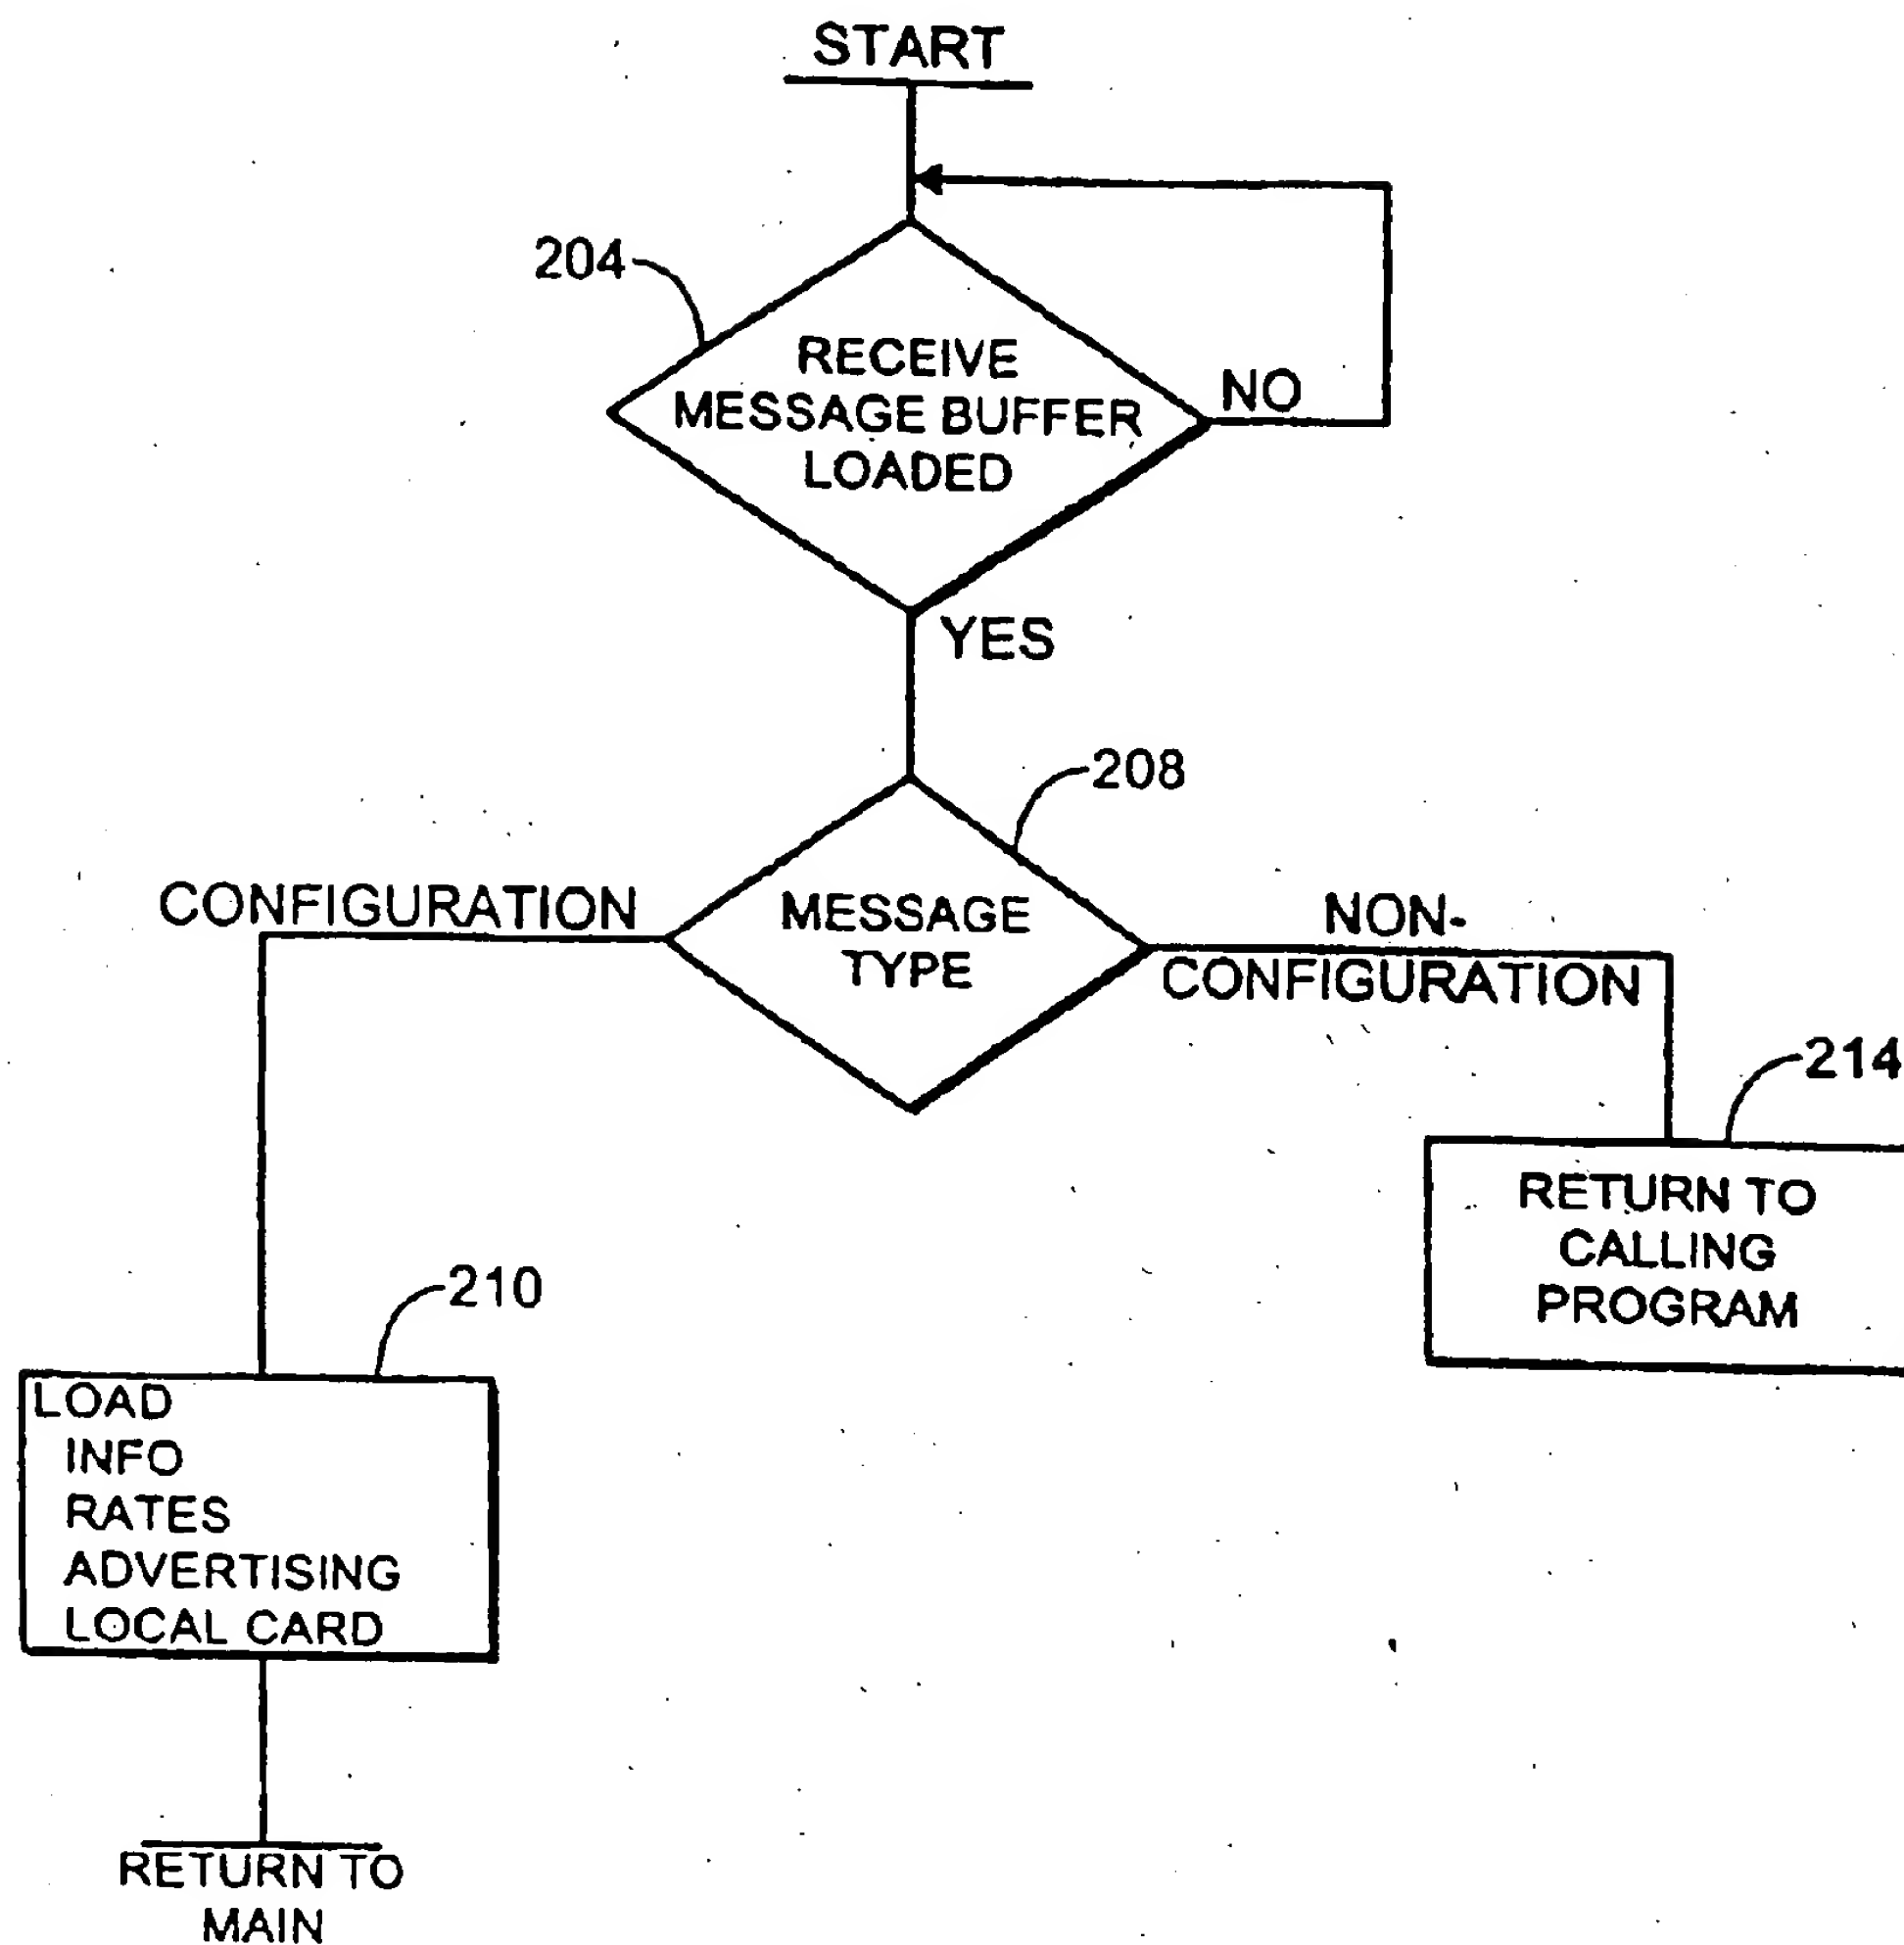 START
204
RECEIVE
MESSAGE BUFFER
LOADED
NO
YES
208
CONFIGURATION
MESSAGE
TYPE
NON-
CONFIGURATION
214
RETURN TO
CALLING
PROGRAM
210
LOAD
INFO
RATES
ADVERTISING
LOCAL CARD
RETURN TO
MAIN